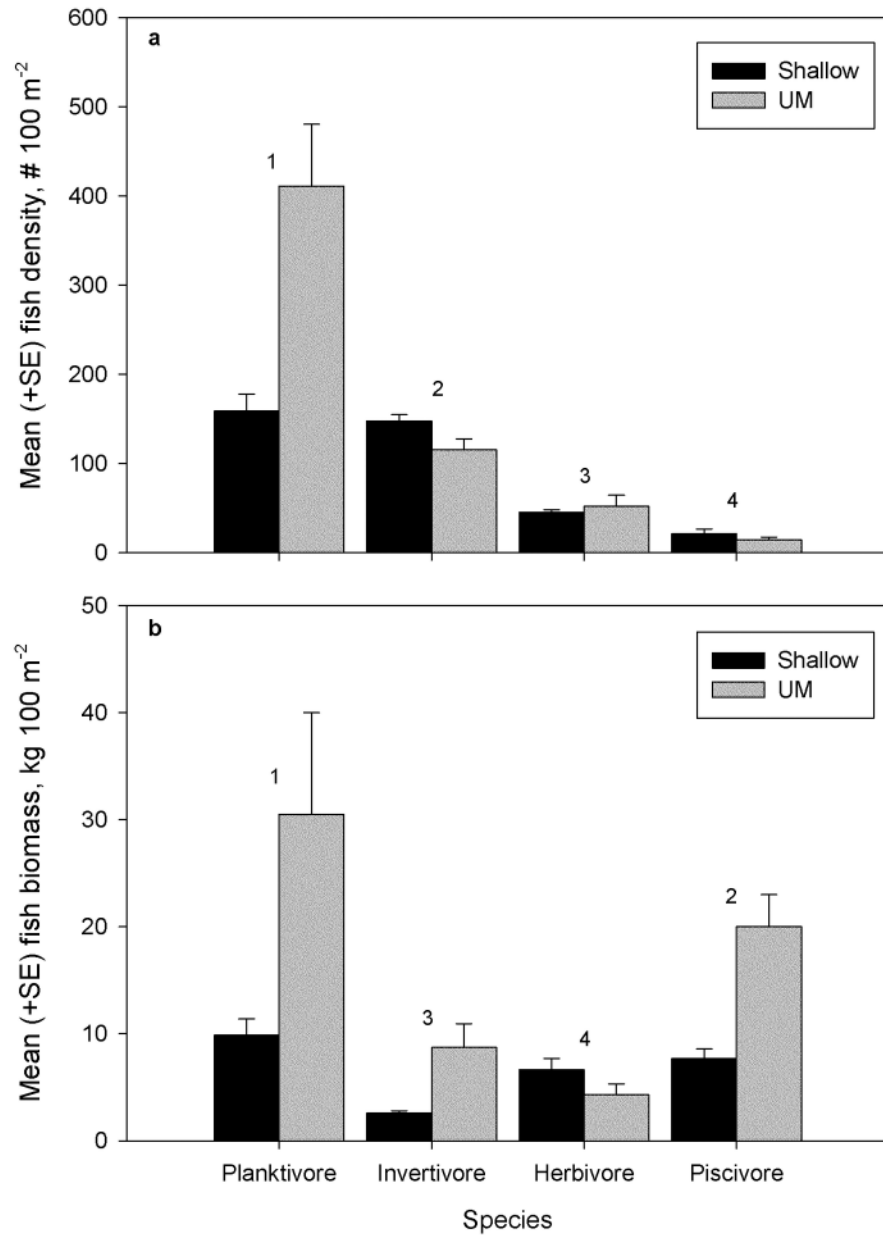 600
a
Shallow
UM
500
1
400
300
200
2
100
3
4
0
Mean (+SE) fish density, # 100 m⁻²
50
b
Shallow
UM
40
1
30
2
20
3
10
4
0
Mean (+SE) fish biomass, kg 100 m⁻²
Planktivore Invertivore Herbivore Piscivore
Species